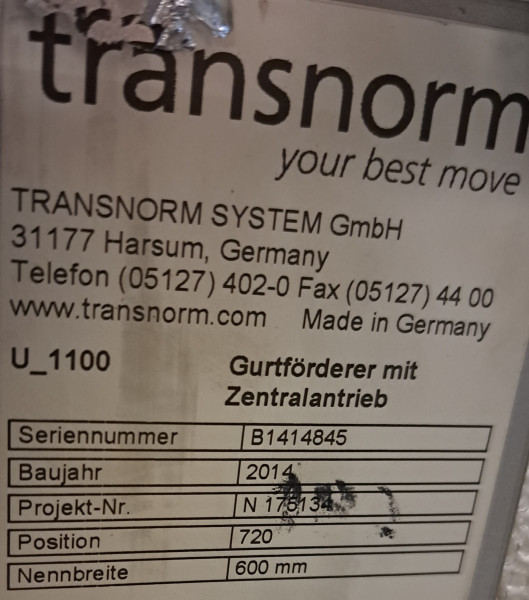 transnorm
your best move
TRANSNORM SYSTEM GmbH
31177 Harsum, Germany
Telefon (05127) 402-0 Fax (05127) 44 00
www.transnorm.com Made in Germany
U_1100 Gurtförderer mit
Zentralantrieb
Seriennummer B1414845
Baujahr 2014
Projekt-Nr. N 175134
Position 720
Nennbreite 600 mm